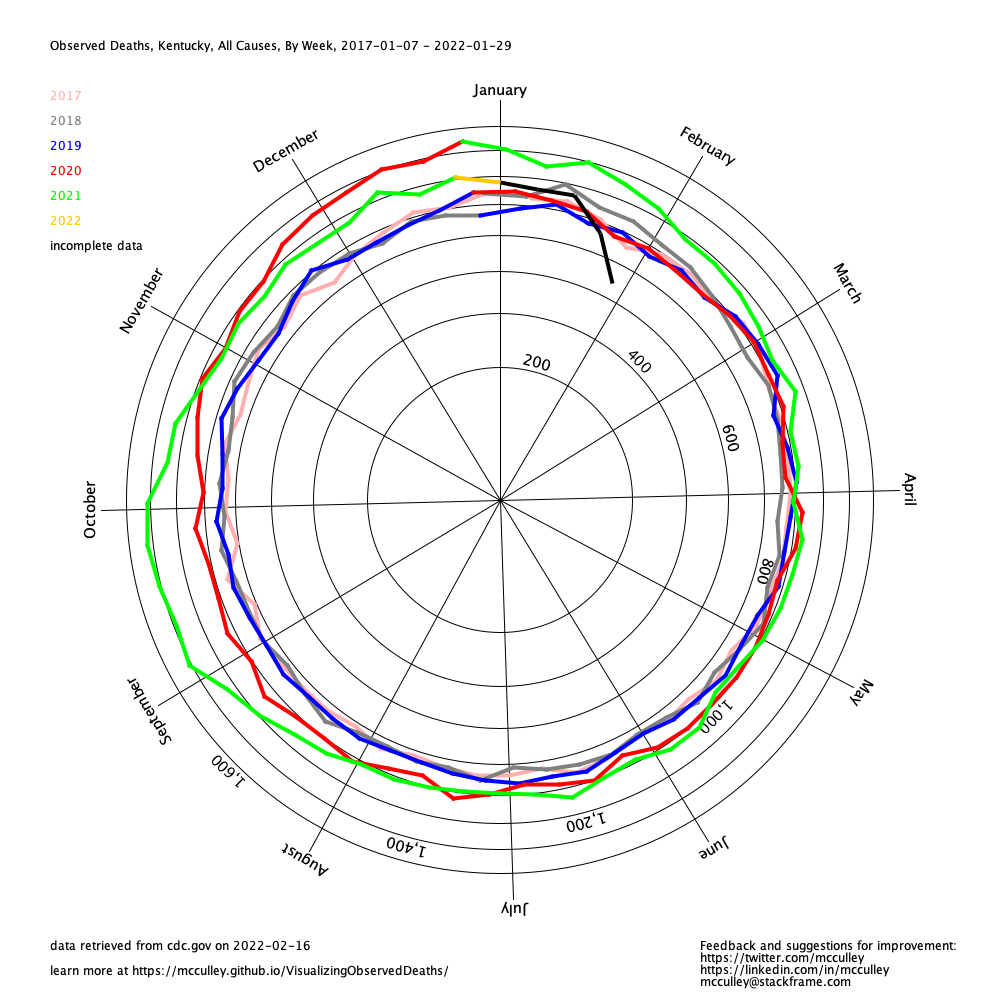 Observed Deaths, Kentucky, All Causes, By Week, 2017-01-07 - 2022-01-29
2017
2018
2019
2020
2021
2022
incomplete data
January
February
March
April
May
June
July
August
September
October
November
December
200
400
600
800
1,000
1,200
1,400
1,600
data retrieved from cdc.gov on 2022-02-16
learn more at https://mcculley.github.io/VisualizingObservedDeaths/
Feedback and suggestions for improvement:
https://twitter.com/mcculley
https://linkedin.com/in/mcculley
mcculley@stackframe.com